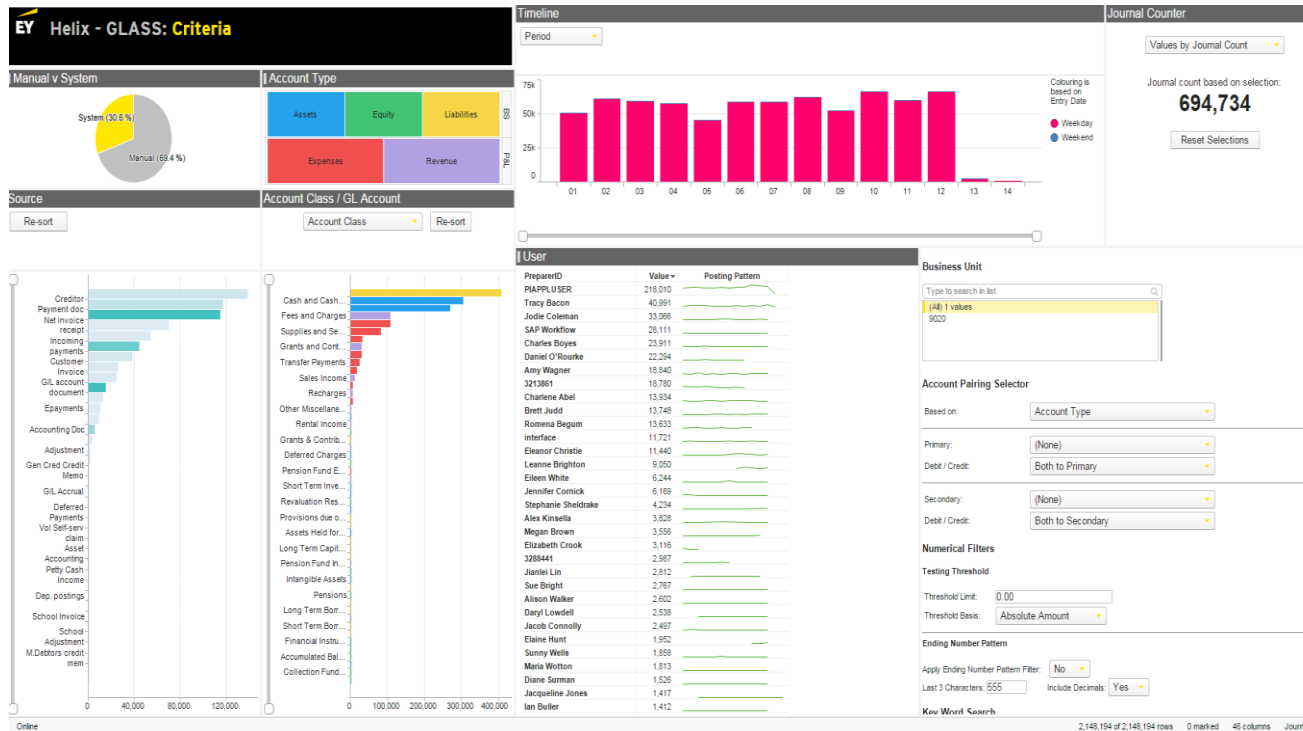 EY Helix - GLASS: Criteria
Manual v System
System (30.6 %)
Manual (69.4 %)
Account Type
Assets
Equity
Liabilities
B/S
Expenses
Revenue
P&L
Timeline
Period
75k
50k
25k
0
01 02 03 04 05 06 07 08 09 10 11 12 13 14
Colouring is
based on
Entry Date
Weekday
Weekend
Journal Counter
Values by Journal Count
Journal count based on selection:
694,734
Reset Selections
Source
Re-sort
Creditor
Payment doc
Net invoice
receipt
Incoming
payments
Customer
Invoice
G/L account
document
Epayments
Accounting Doc
Adjustment
Gen Cred Credit
Memo
G/L Accrual
Deferred
Payments
Vol Self-serv
claim
Asset
Accounting
Petty Cash
Income
Dep. postings
School Invoice
School
Adjustment
M.Debtors credit
mem
0 40,000 80,000 120,000
Account Class / GL Account
Account Class
Re-sort
Cash and Cash...
Fees and Charges
Supplies and Se...
Grants and Cont...
Transfer Payments
Sales Income
Recharges
Other Miscellane...
Rental Income
Grants & Contrib...
Deferred Charges
Pension Fund E...
Short Term Inve...
Revaluation Res...
Provisions due o...
Assets Held for...
Long Term Capit...
Pension Fund In...
Intangible Assets
Pensions
Long Term Borr...
Short Term Borr...
Financial Instru...
Accumulated Bal...
Collection Fund...
0 100,000 200,000 300,000 400,000
User
PreparerID Value Posting Pattern
PIAPPLUSER 218,010
Tracy Bacon 40,991
Jodie Coleman 33,066
SAP Workflow 28,111
Charles Boyes 23,911
Daniel O'Rourke 22,294
Amy Wagner 18,840
3213861 18,780
Charlene Abel 13,934
Brett Judd 13,748
Romena Begum 13,633
interface 11,721
Eleanor Christie 11,440
Leanne Brighton 9,050
Eileen White 6,244
Jennifer Cornick 6,169
Stephanie Sheldrake 4,234
Alex Kinsella 3,828
Megan Brown 3,556
Elizabeth Crook 3,116
3288441 2,987
Jianlei Lin 2,812
Sue Bright 2,767
Alison Walker 2,602
Daryl Lowdell 2,538
Jacob Connolly 2,497
Elaine Hunt 1,952
Sunny Wells 1,858
Maria Wotton 1,813
Diane Surman 1,526
Jacqueline Jones 1,417
Ian Buller 1,412
Business Unit
Type to search in list
(All) 1 values
9020
Account Pairing Selector
Based on: Account Type
Primary: (None)
Debit / Credit: Both to Primary
Secondary: (None)
Debit / Credit: Both to Secondary
Numerical Filters
Testing Threshold
Threshold Limit: 0.00
Threshold Basis: Absolute Amount
Ending Number Pattern
Apply Ending Number Pattern Filter: No
Last 3 Characters: 555 Include Decimals: Yes
Key Word Search
Online
2,148,194 of 2,148,194 rows 0 marked 46 columns Journ